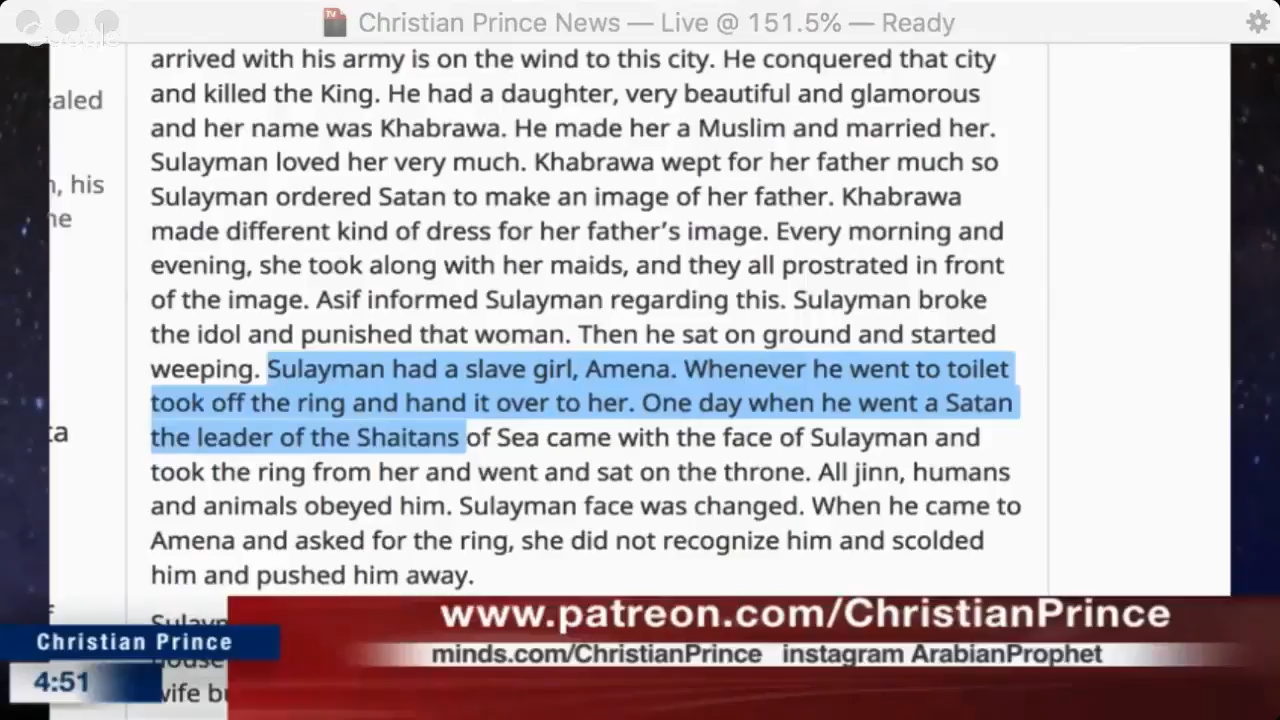 Christian Prince News — Live @ 151.5% — Ready
Google
arrived with his army is on the wind to this city. He conquered that city
ealed
and killed the King. He had a daughter, very beautiful and glamorous
and her name was Khabrawa. He made her a Muslim and married her.
Sulayman loved her very much. Khabrawa wept for her father much so
, his
Sulayman ordered Satan to make an image of her father. Khabrawa
made different kind of dress for her father's image. Every morning and
evening, she took along with her maids, and they all prostrated in front
of the image. Asif informed Sulayman regarding this. Sulayman broke
the idol and punished that woman. Then he sat on ground and started
weeping. Sulayman had a slave girl, Amena. Whenever he went to toilet
took off the ring and hand it over to her. One day when he went a Satan
the leader of the Shaitans of Sea came with the face of Sulayman and
took the ring from her and went and sat on the throne. All jinn, humans
and animals obeyed him. Sulayman face was changed. When he came to
Amena and asked for the ring, she did not recognize him and scolded
him and pushed him away.
www.patreon.com/ChristianPrince
Christian Prince
minds.com/ChristianPrince instagram ArabianProphet
4:51